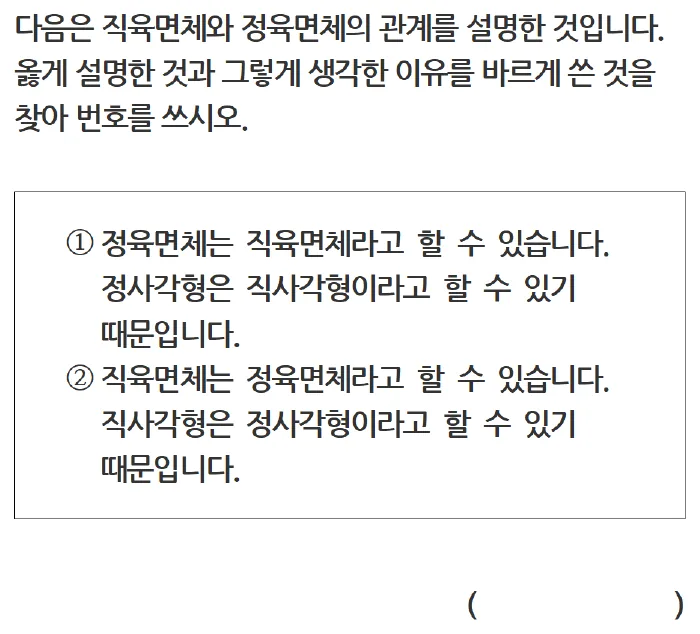 다음은 직육면체와 정육면체의 관계를 설명한 것입니다.
옳게 설명한 것과 그렇게 생각한 이유를 바르게 쓴 것을
찾아 번호를 쓰시오.
① 정육면체는 직육면체라고 할 수 있습니다.
정사각형은 직사각형이라고 할 수 있기
때문입니다.
② 직육면체는 정육면체라고 할 수 있습니다.
직사각형은 정사각형이라고 할 수 있기
때문입니다.
( )